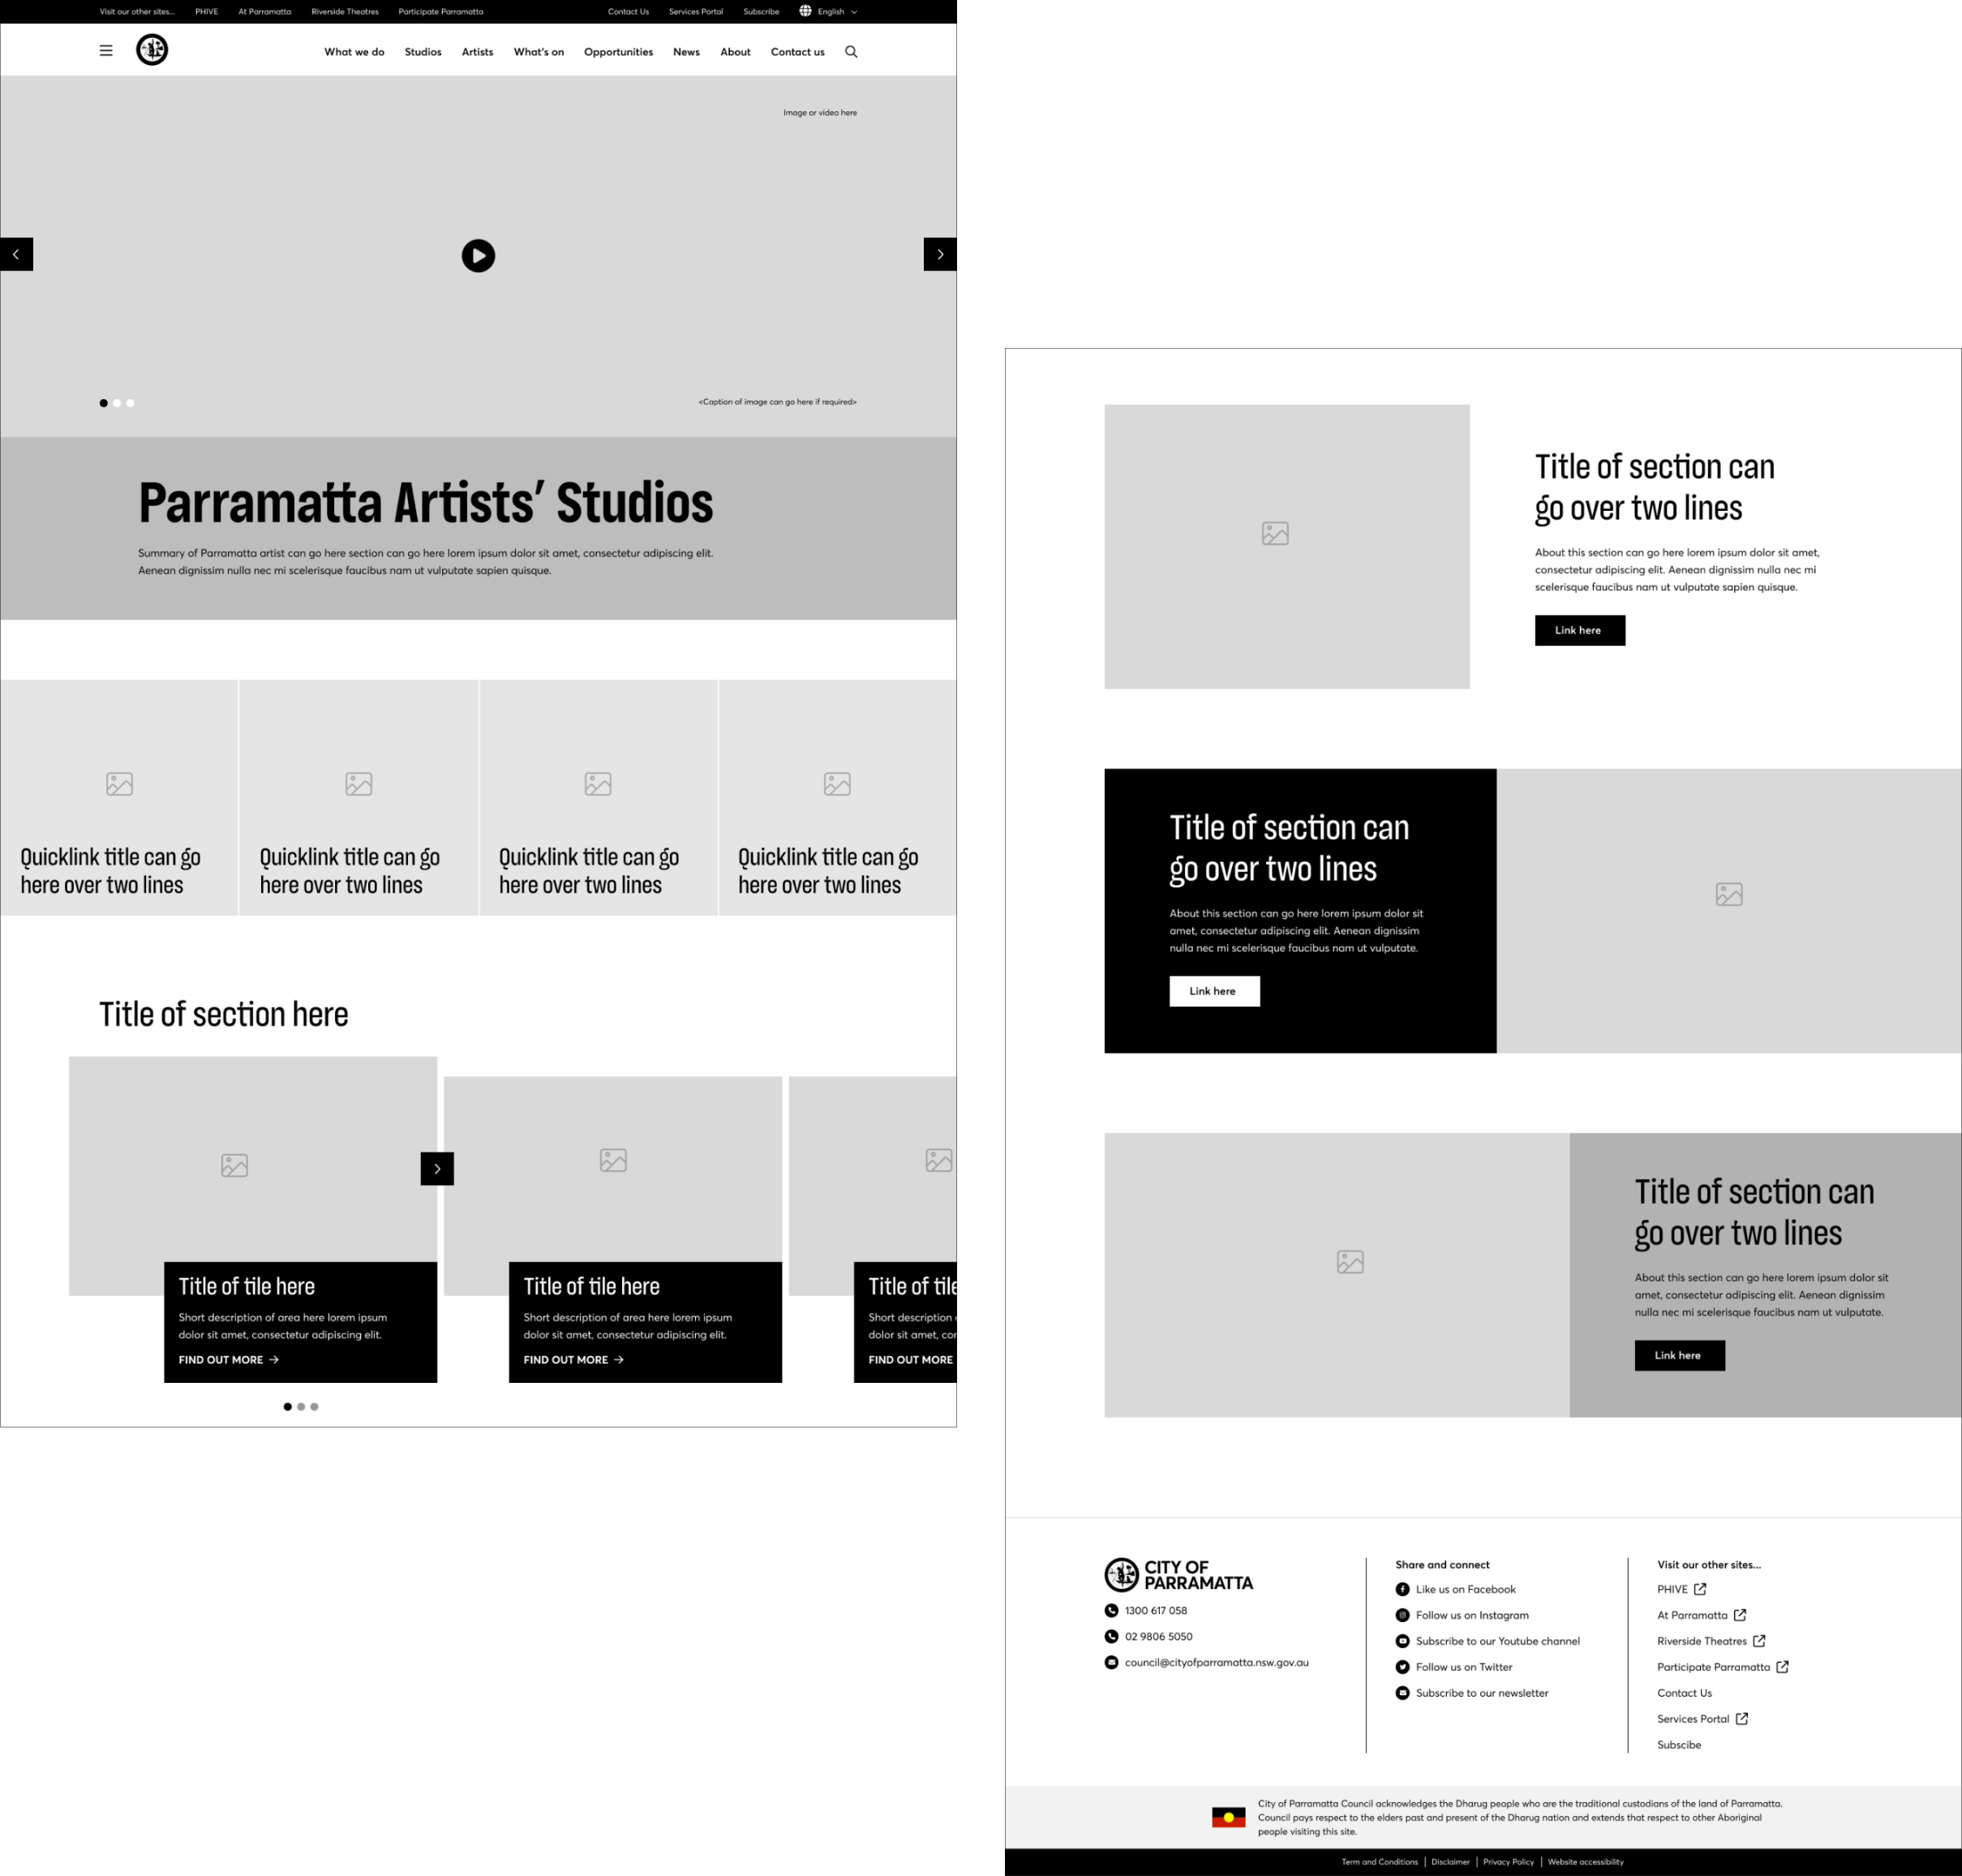 Visit our other sites... PHIVE At Parramatta Riverside Theatres Participate Parramatta Contact Us Services Portal Subscribe English
What we do Studios Artists What's on Opportunities News About Contact us
Image or video here
<Caption of image can go here if required>
Parramatta Artists' Studios
Summary of Parramatta artist can go here section can go here lorem ipsum dolor sit amet, consectetur adipiscing elit.
Aenean dignissim nulla nec mi scelerisque faucibus nam ut vulputate sapien quisque.
Quicklink title can go
here over two lines
Quicklink title can go
here over two lines
Quicklink title can go
here over two lines
Quicklink title can go
here over two lines
Title of section here
Title of tile here
Short description of area here lorem ipsum
dolor sit amet, consectetur adipiscing elit.
FIND OUT MORE
Title of tile here
Short description of area here lorem ipsum
dolor sit amet, consectetur adipiscing elit.
FIND OUT MORE
Title of tile
Short description
dolor sit amet, con
FIND OUT MORE
Title of section can
go over two lines
About this section can go here lorem ipsum dolor sit amet,
consectetur adipiscing elit. Aenean dignissim nulla nec mi
scelerisque faucibus nam ut vulputate sapien quisque.
Link here
Title of section can
go over two lines
About this section can go here lorem ipsum dolor sit
amet, consectetur adipiscing elit. Aenean dignissim
nulla nec mi scelerisque faucibus nam ut vulputate.
Link here
Title of section can
go over two lines
About this section can go here lorem ipsum dolor sit
amet, consectetur adipiscing elit. Aenean dignissim
nulla nec mi scelerisque faucibus nam ut vulputate.
Link here
CITY OF
PARRAMATTA
1300 617 058
02 9806 5050
council@cityofparramatta.nsw.gov.au
Share and connect
Like us on Facebook
Follow us on Instagram
Subscribe to our Youtube channel
Follow us on Twitter
Subscribe to our newsletter
Visit our other sites...
PHIVE
At Parramatta
Riverside Theatres
Participate Parramatta
Contact Us
Services Portal
Subscibe
City of Parramatta Council acknowledges the Dharug people who are the traditional custodians of the land of Parramatta.
Council pays respect to the elders past and present of the Dharug nation and extends that respect to other Aboriginal
people visiting this site.
Term and Conditions | Disclaimer | Privacy Policy | Website accessibility